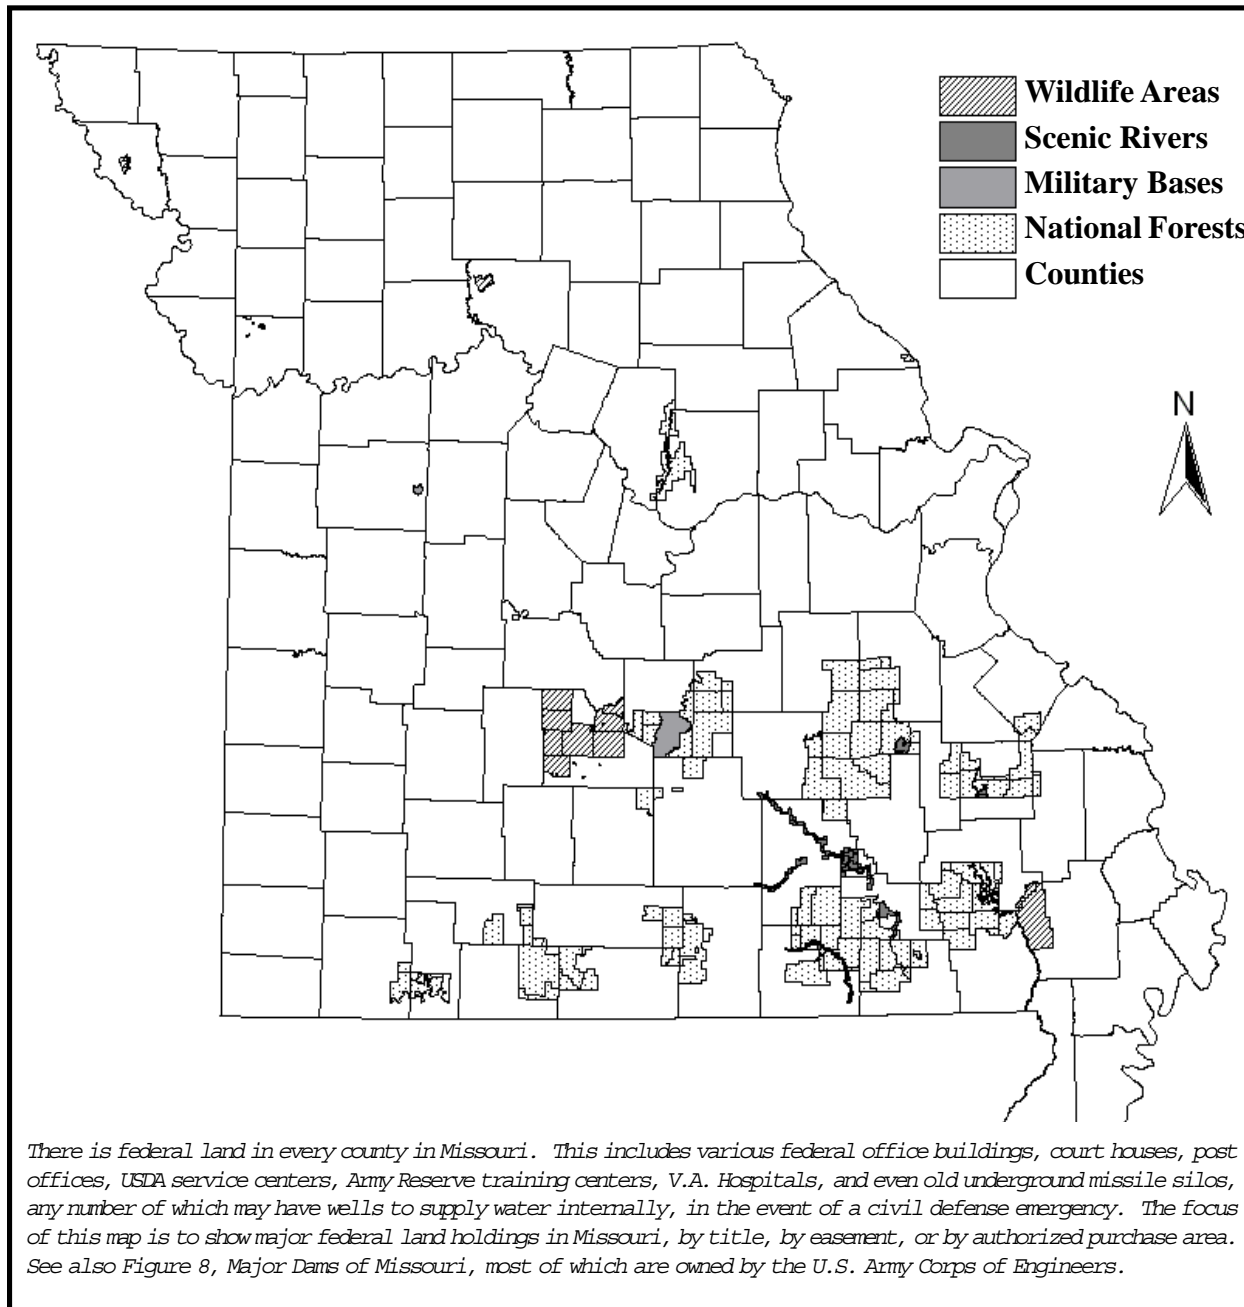 Wildlife Areas
Scenic Rivers
Military Bases
National Forests
Counties
N
There is federal land in every county in Missouri. This includes various federal office buildings, court houses, post
offices, USDA service centers, Army Reserve training centers, V.A. Hospitals, and even old underground missile silos,
any number of which may have wells to supply water internally, in the event of a civil defense emergency. The focus
of this map is to show major federal land holdings in Missouri, by title, by easement, or by authorized purchase area.
See also Figure 8, Major Dams of Missouri, most of which are owned by the U.S. Army Corps of Engineers.